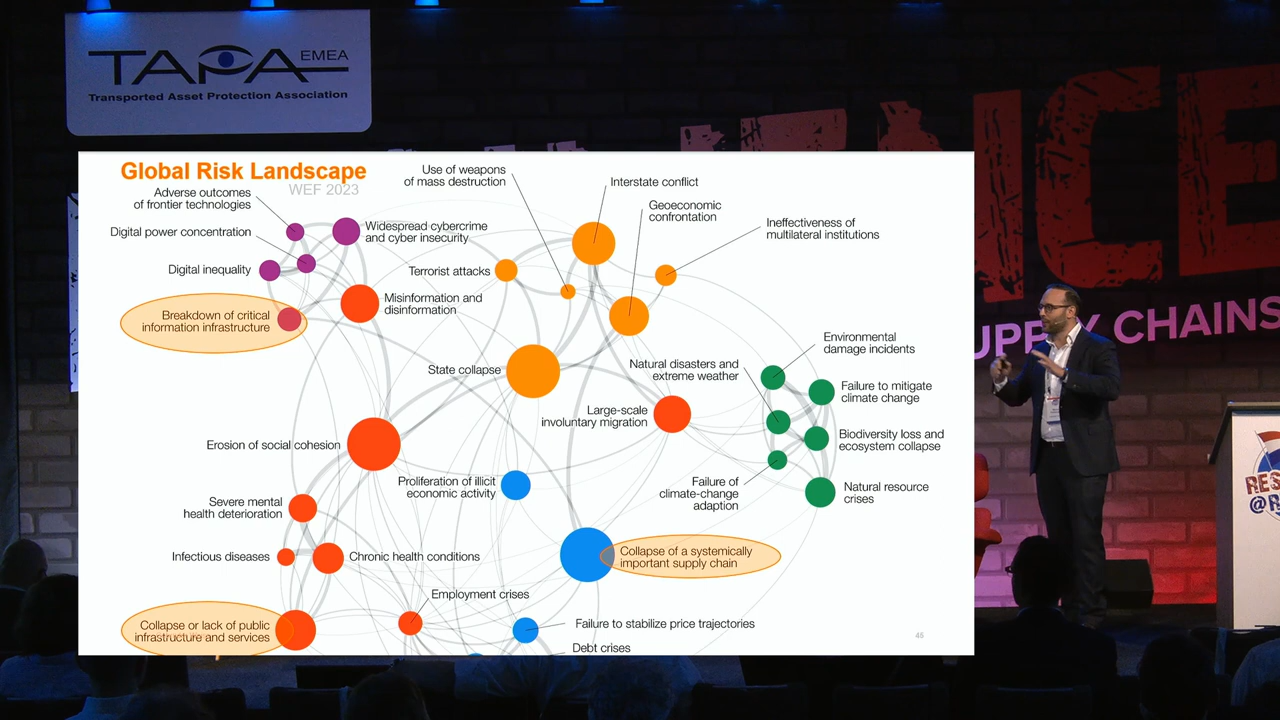 TAPA EMEA
Transported Asset Protection Association
Global Risk Landscape
WEF 2023
Adverse outcomes
of frontier technologies
Digital power concentration
Digital inequality
Widespread cybercrime
and cyber insecurity
Breakdown of critical
information infrastructure
Misinformation and
disinformation
Use of weapons
of mass destruction
Terrorist attacks
Interstate conflict
Geoeconomic
confrontation
Ineffectiveness of
multilateral institutions
State collapse
Natural disasters and
extreme weather
Environmental
damage incidents
Failure to mitigate
climate change
Large-scale
involuntary migration
Biodiversity loss and
ecosystem collapse
Erosion of social cohesion
Proliferation of illicit
economic activity
Failure of
climate-change
adaption
Natural resource
crises
Severe mental
health deterioration
Infectious diseases
Chronic health conditions
Collapse of a systemically
important supply chain
Employment crises
Collapse or lack of public
infrastructure and services
Failure to stabilize price trajectories
Debt crises
45
SUPPLY CHAINS